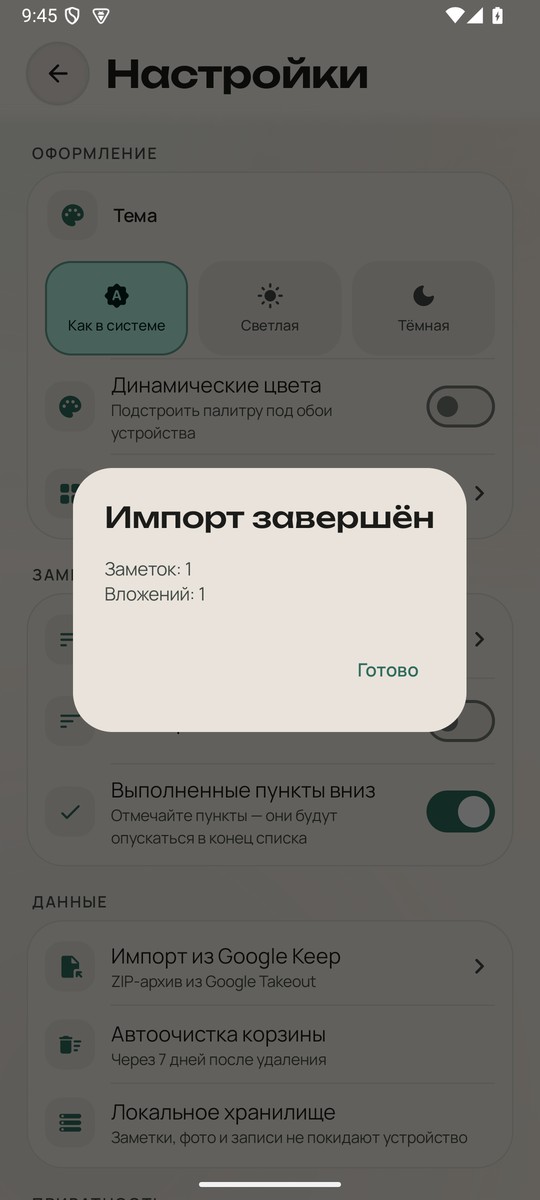 9:45
Настройки
ОФОРМЛЕНИЕ
Тема
Как в системе
Светлая
Тёмная
Динамические цвета
Подстроить палитру под обои
устройства
Импорт завершён
Заметок: 1
Вложений: 1
Готово
Выполненные пункты вниз
Отмечайте пункты — они будут
опускаться в конец списка
ДАННЫЕ
Импорт из Google Keep
ZIP-архив из Google Takeout
Автоочистка корзины
Через 7 дней после удаления
Локальное хранилище
Заметки, фото и записи не покидают устройство